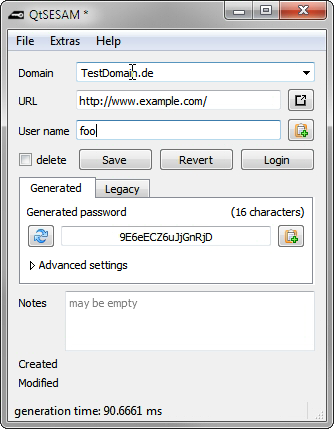 QtSESAM *
File Extras Help
Domain TestDomain.de
URL http://www.example.com/
User name foo
delete Save Revert Login
Generated Legacy
Generated password (16 characters)
9E6eECZ6uJjGnRjD
Advanced settings
Notes may be empty
Created
Modified
generation time: 90.6661 ms